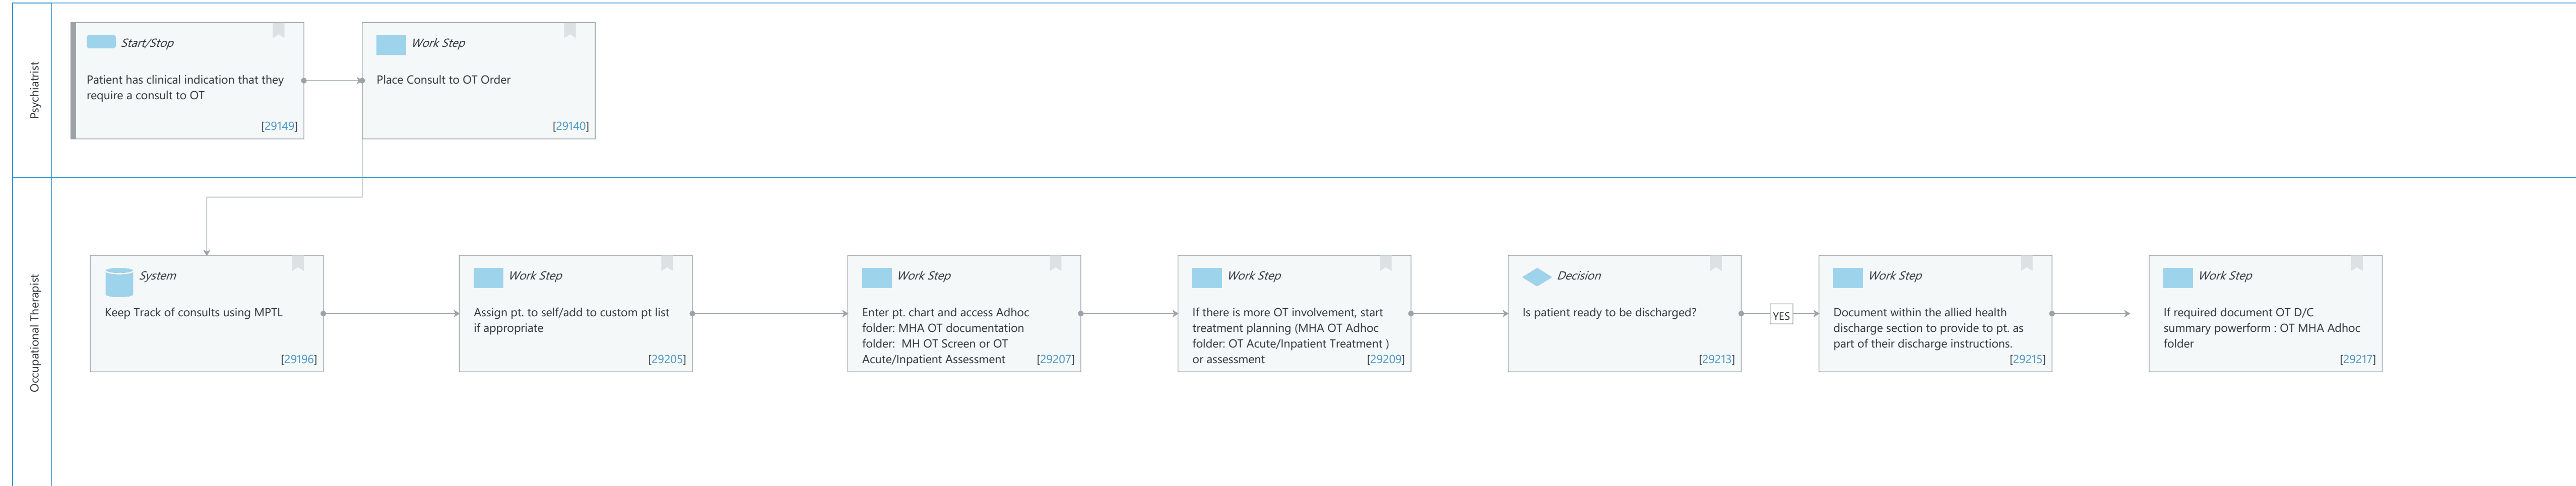 Psychiatrist
Start/Stop
Patient has clinical indication that they
require a consult to OT
[29149]
Work Step
Place Consult to OT Order
[29140]
Occupational Therapist
System
Keep Track of consults using MPTL
[29196]
Work Step
Assign pt. to self/add to custom pt list
if appropriate
[29205]
Work Step
Enter pt. chart and access Adhoc
folder: MHA OT documentation
folder:  MH OT Screen or OT
Acute/Inpatient Assessment
[29207]
Work Step
If there is more OT involvement, start
treatment planning (MHA OT Adhoc
folder: OT Acute/Inpatient Treatment )
or assessment
[29209]
Decision
Is patient ready to be discharged?
[29213]
YES
Work Step
Document within the allied health
discharge section to provide to pt. as
part of their discharge instructions.
[29215]
Work Step
If required document OT D/C
summary powerform : OT MHA Adhoc
folder
[29217]